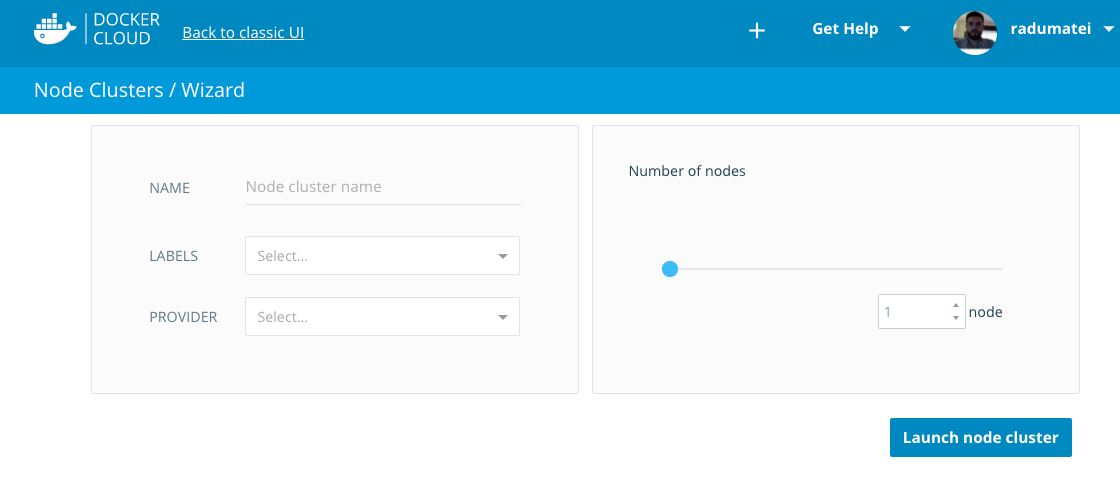 DOCKER
CLOUD
Back to classic UI
+
Get Help
radumatei
Node Clusters / Wizard
NAME
Node cluster name
LABELS
Select...
PROVIDER
Select...
Number of nodes
1
node
Launch node cluster